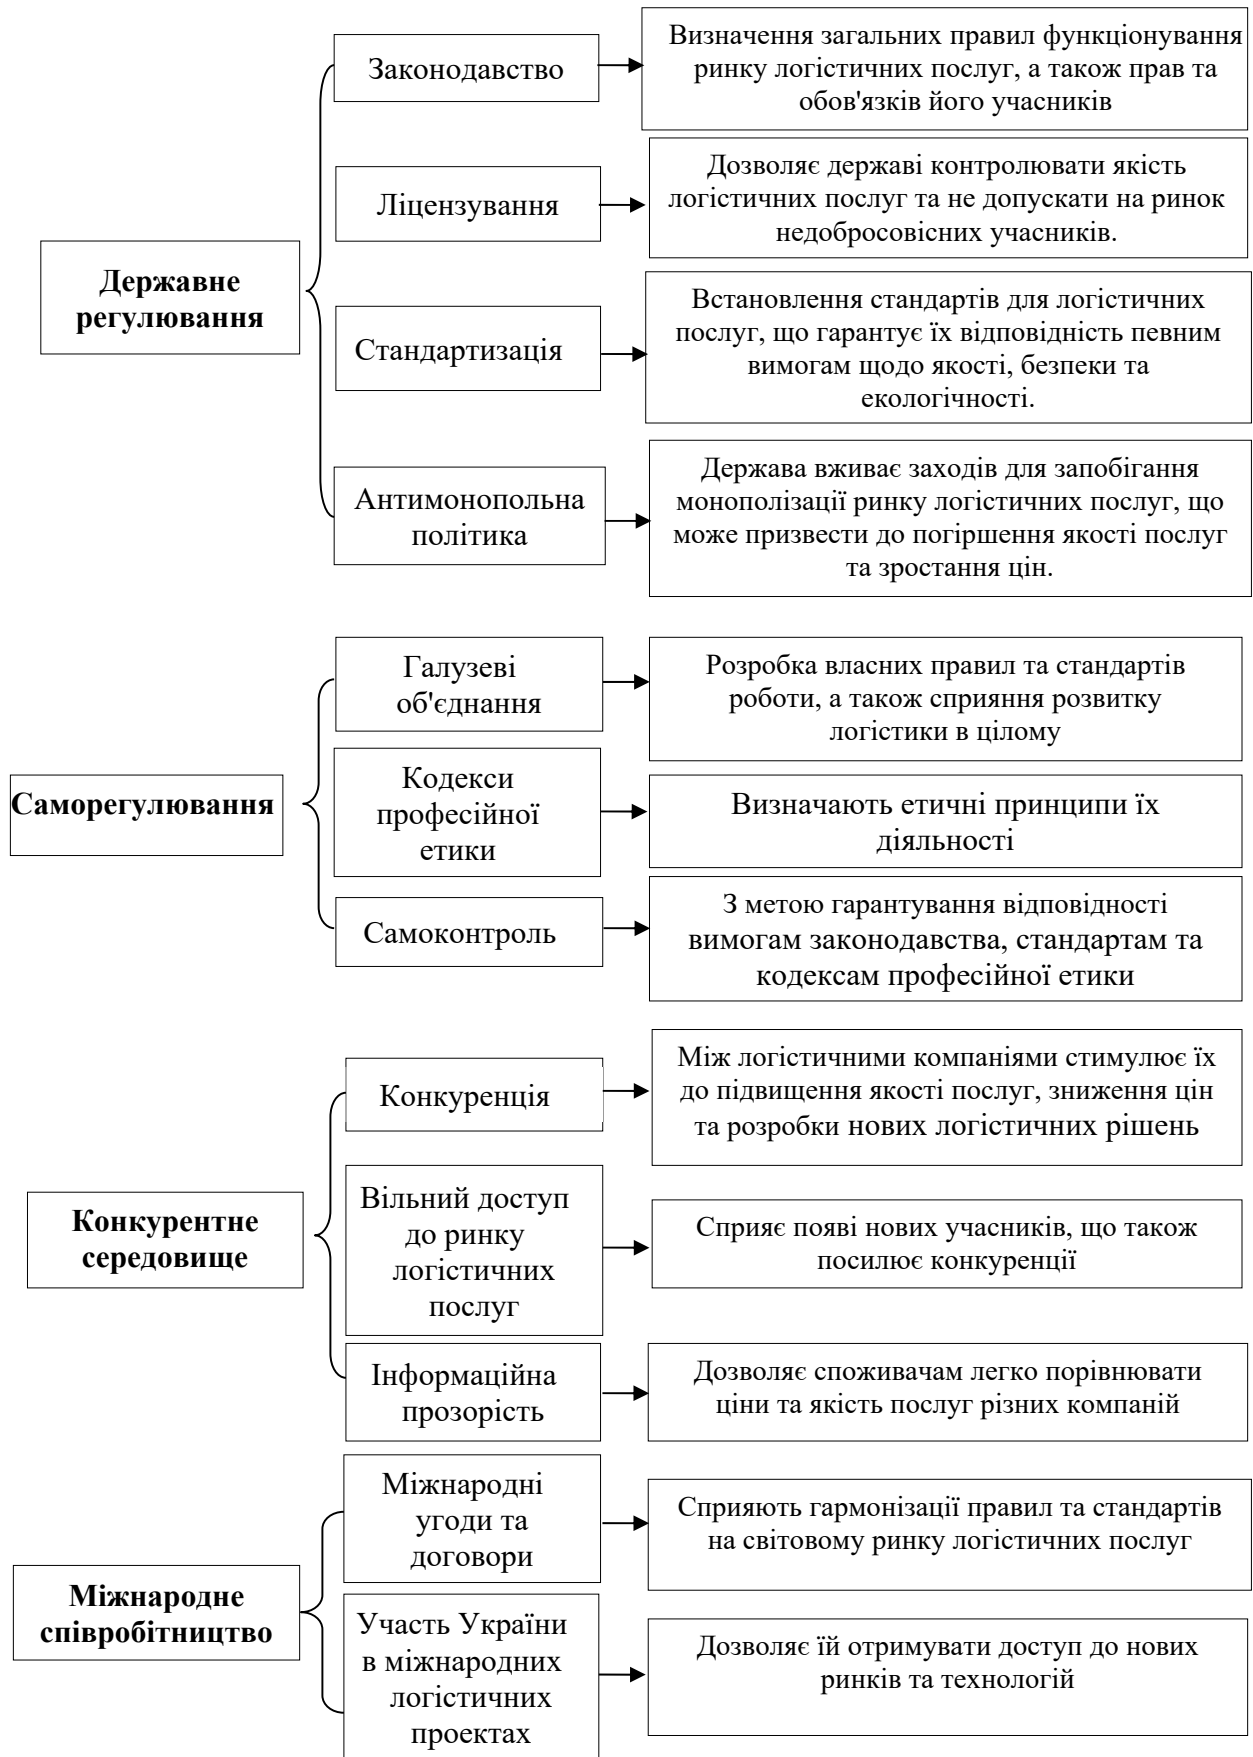 Державне
регулювання
Законодавство
Визначення загальних правил функціонування
ринку логістичних послуг, а також прав та
обов'язків його учасників
Ліцензування
Дозволяє державі контролювати якість
логістичних послуг та не допускати на ринок
недобросовісних учасників.
Стандартизація
Встановлення стандартів для логістичних
послуг, що гарантує їх відповідність певним
вимогам щодо якості, безпеки та
екологічності.
Антимонопольна
політика
Держава вживає заходів для запобігання
монополізації ринку логістичних послуг, що
може призвести до погіршення якості послуг
та зростання цін.
Саморегулювання
Галузеві
об'єднання
Розробка власних правил та стандартів
роботи, а також сприяння розвитку
логістики в цілому
Кодекси
професійної
етики
Визначають етичні принципи їх
діяльності
Самоконтроль
З метою гарантування відповідності
вимогам законодавства, стандартам та
кодексам професійної етики
Конкурентне
середовище
Конкуренція
Між логістичними компаніями стимулює їх
до підвищення якості послуг, зниження цін
та розробки нових логістичних рішень
Вільний доступ
до ринку
логістичних
послуг
Сприяє появі нових учасників, що також
посилює конкуренції
Інформаційна
прозорість
Дозволяє споживачам легко порівнювати
ціни та якість послуг різних компаній
Міжнародне
співробітництво
Міжнародні
угоди та
договори
Сприяють гармонізації правил та стандартів
на світовому ринку логістичних послуг
Участь України
в міжнародних
логістичних
проектах
Дозволяє їй отримувати доступ до нових
ринків та технологій